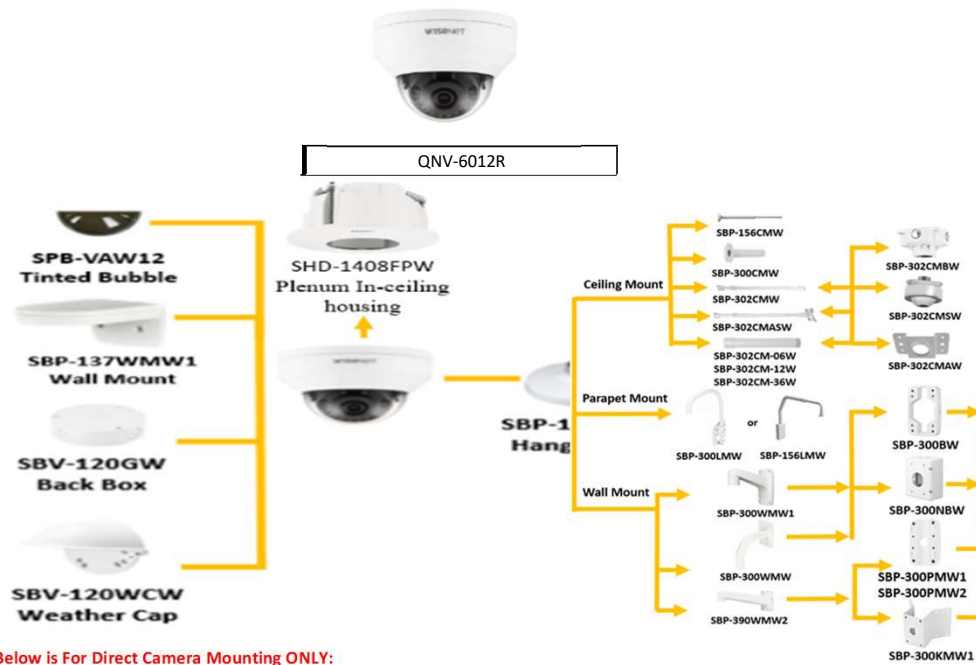 WISENET
QNV-6012R
SPB-VAW12
Tinted Bubble
SBP-137WMW1
Wall Mount
SBV-120GW
Back Box
SBV-120WCW
Weather Cap
SHD-1408FPW
Plenum In-ceiling
housing
SBP-1
Hang
Ceiling Mount
SBP-156CMW
SBP-300CMW
SBP-302CMW
SBP-302CMASW
SBP-302CM-06W
SBP-302CM-12W
SBP-302CM-36W
SBP-302CMBW
SBP-302CMSW
SBP-302CMAW
Parapet Mount
SBP-300LMW
or
SBP-156LMW
Wall Mount
SBP-300WMW1
SBP-300WMW
SBP-390WMW2
SBP-300BW
SBP-300NBW
SBP-300PMW1
SBP-300PMW2
SBP-300KMW1
Below is For Direct Camera Mounting ONLY: